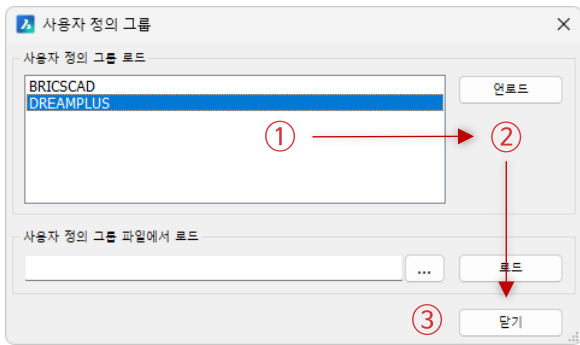 사용자 정의 그룹
사용자 정의 그룹 로드
BRICSCAD
DREAMPLUS
언로드
① ②
사용자 정의 그룹 파일에서 로드
... 로드
③ 닫기